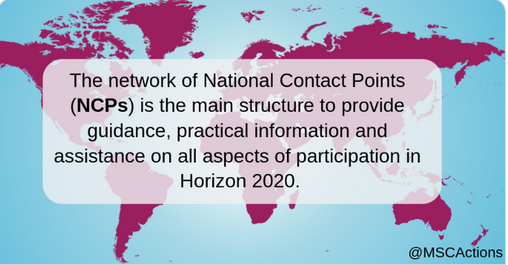 The network of National Contact Points
(NCPs) is the main structure to provide
guidance, practical information and
assistance on all aspects of participation in
Horizon 2020.
@MSCActions